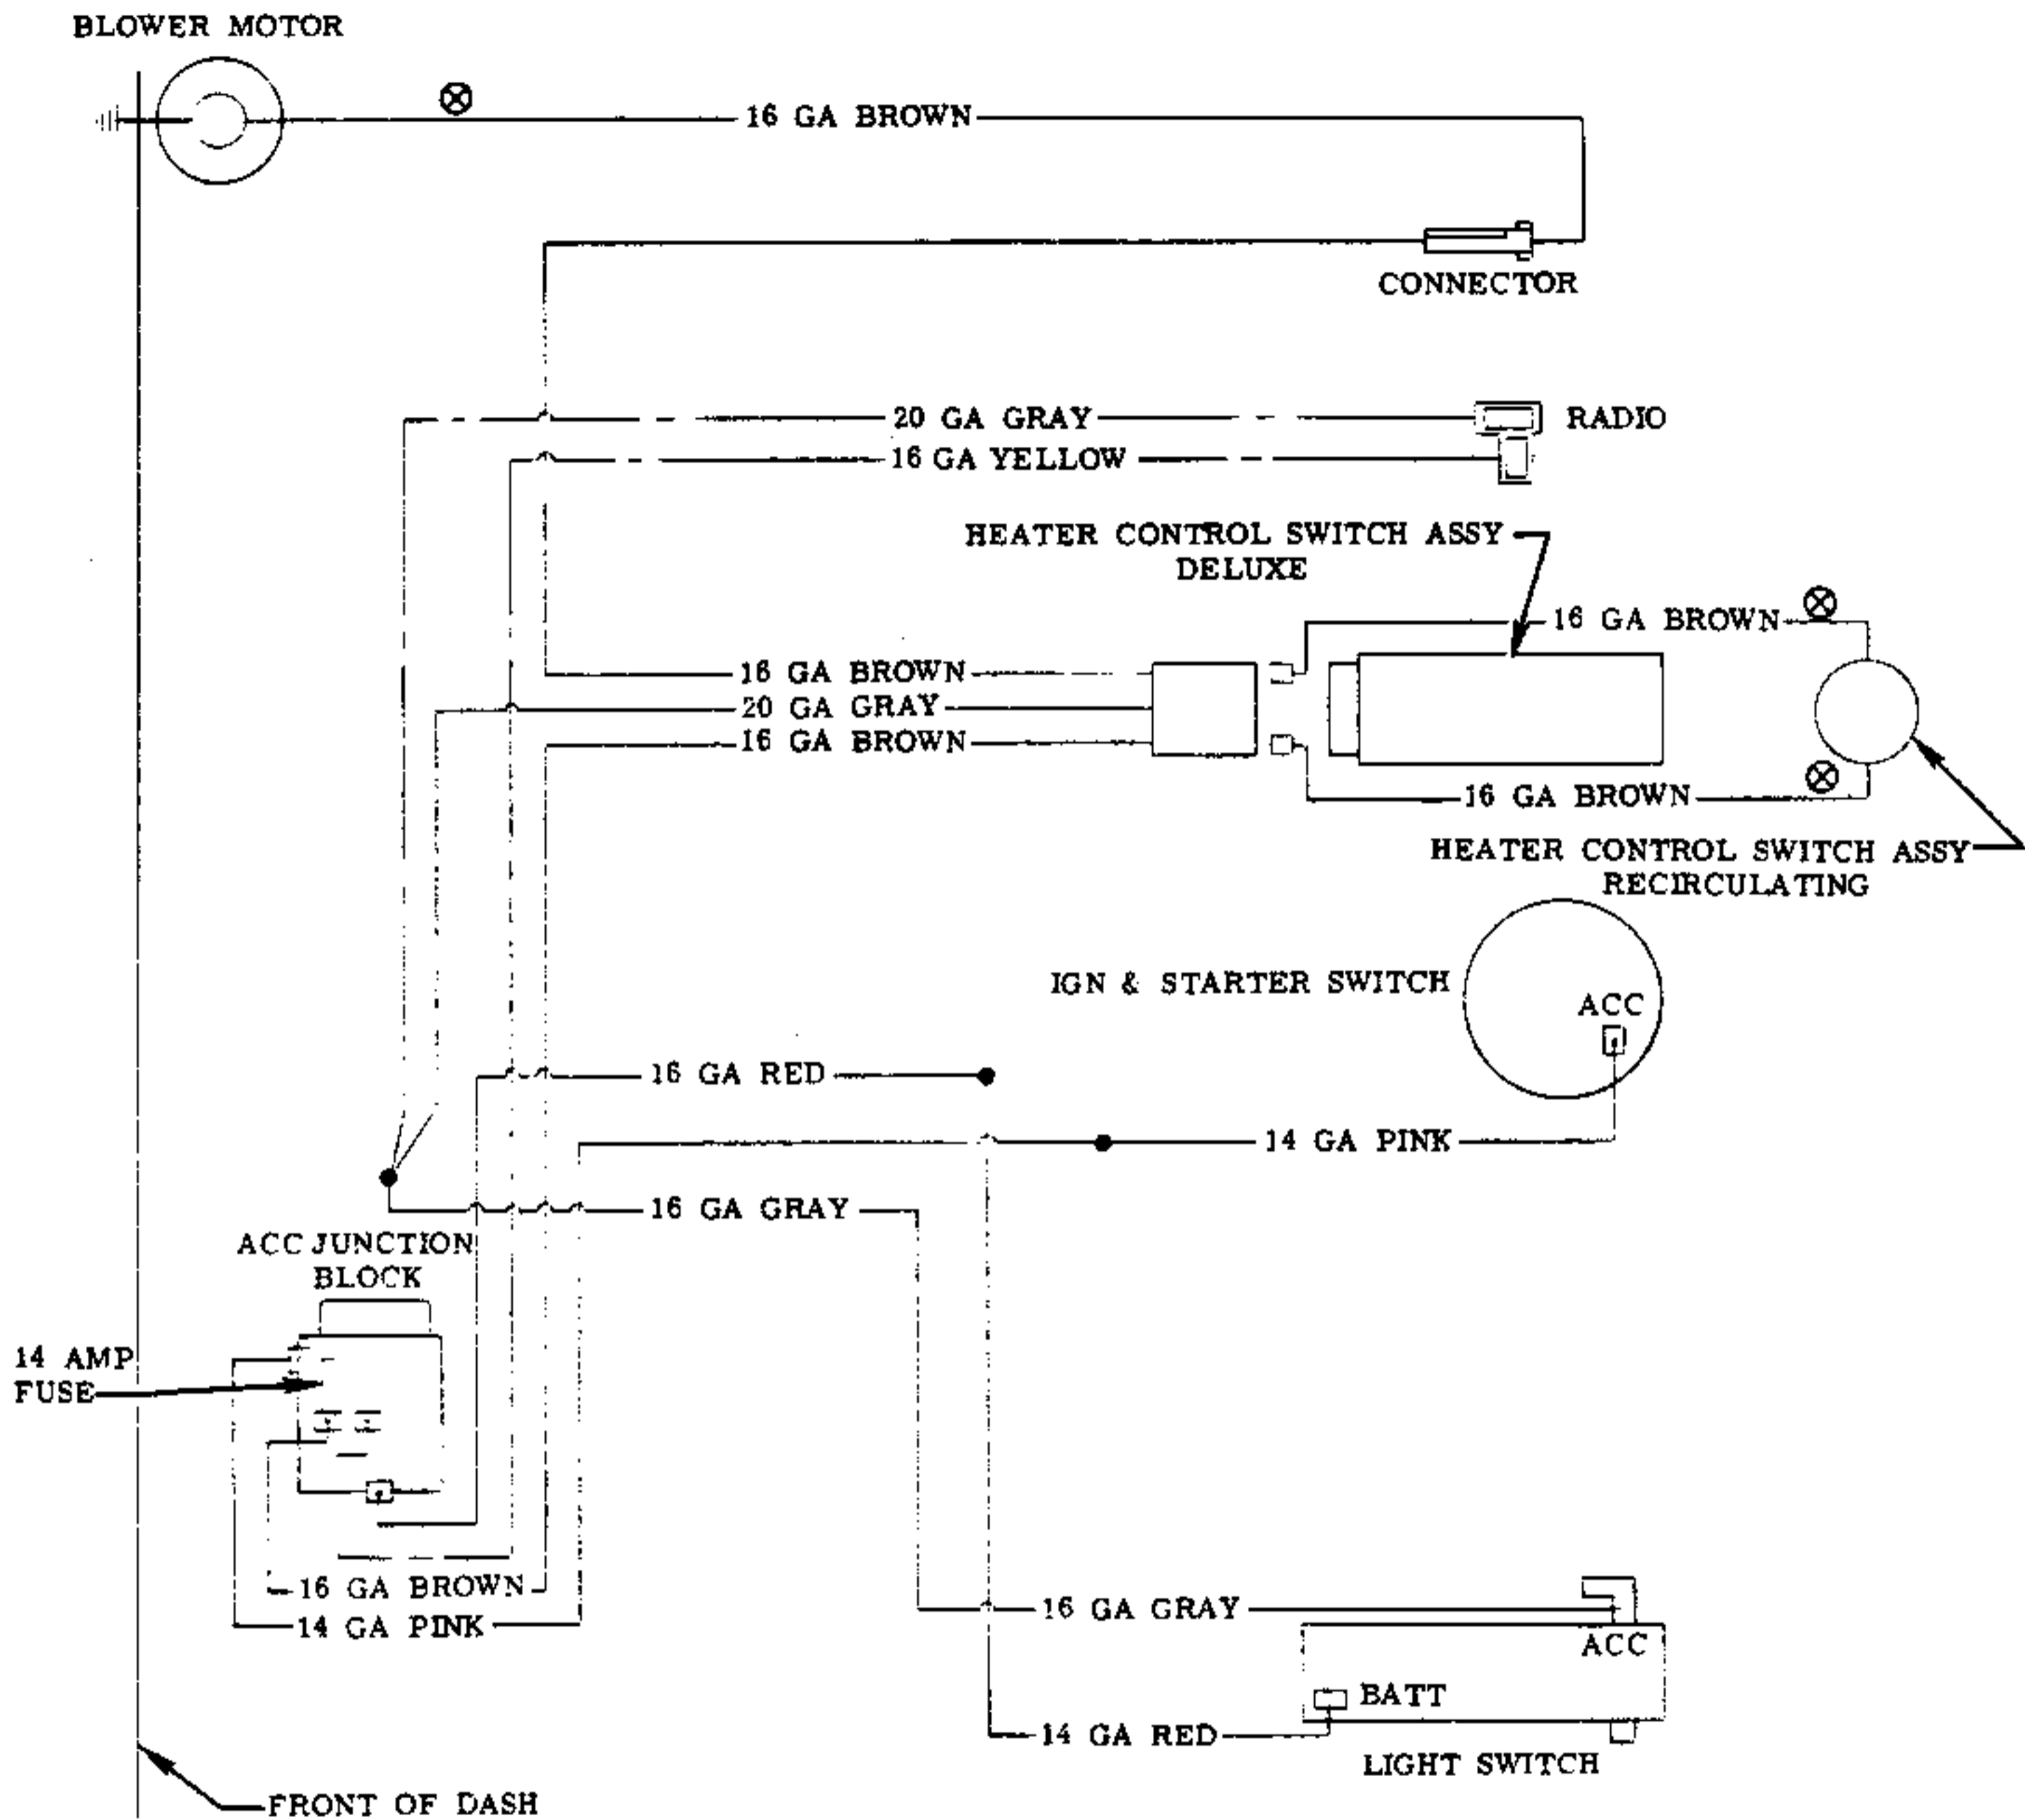 BLOWER MOTOR
16 GA BROWN
CONNECTOR
20 GA GRAY
RADIO
16 GA YELLOW
HEATER CONTROL SWITCH ASSY
DELUXE
16 GA BROWN
16 GA BROWN
20 GA GRAY
16 GA BROWN
16 GA BROWN
HEATER CONTROL SWITCH ASSY
RECIRCULATING
IGN & STARTER SWITCH
ACC
16 GA RED
14 GA PINK
16 GA GRAY
ACC JUNCTION
BLOCK
14 AMP
FUSE
16 GA BROWN
14 GA PINK
16 GA GRAY
ACC
BATT
14 GA RED
LIGHT SWITCH
FRONT OF DASH